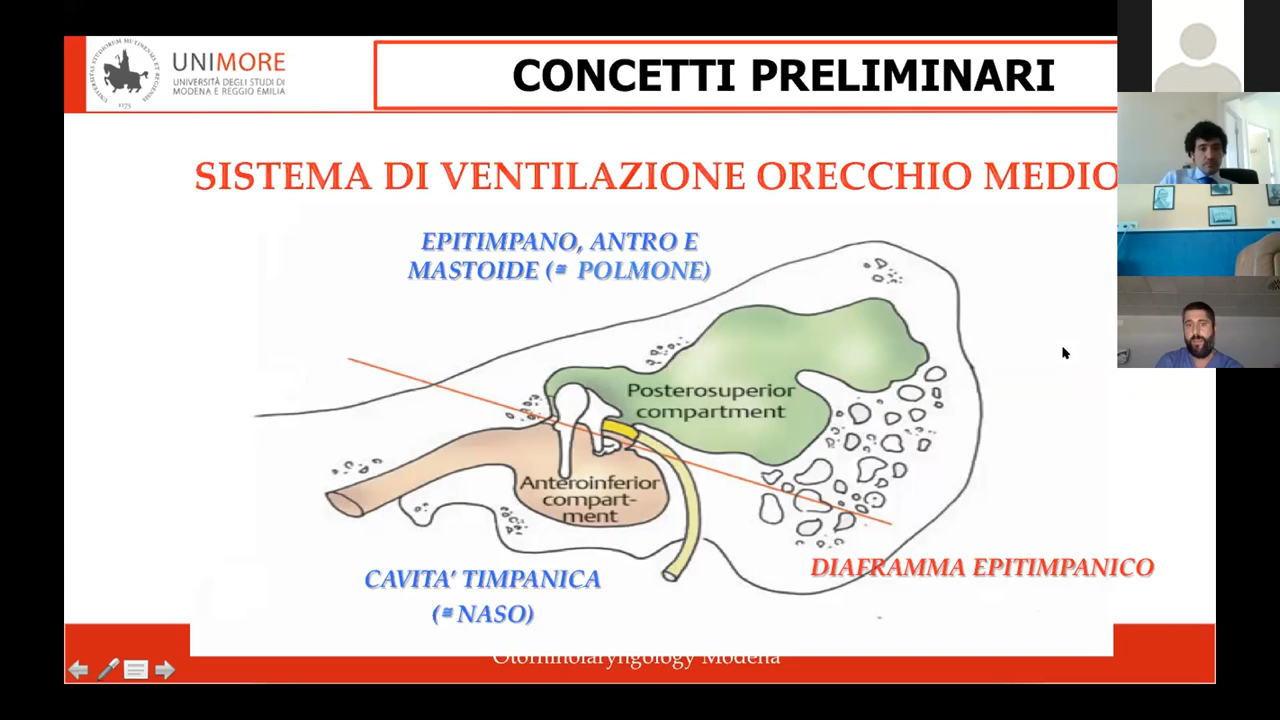 UNIMORE
UNIVERSITÀ DEGLI STUDI DI
MODENA E REGGIO EMILIA
1175
CONCETTI PRELIMINARI
SISTEMA DI VENTILAZIONE ORECCHIO MEDIO
EPITIMPANO, ANTRO E
MASTOIDE (≅ POLMONE)
Posterosuperior
compartment
Anteroinferior
compart-
ment
CAVITA’ TIMPANICA
(≅ NASO)
DIAFRAMMA EPITIMPANICO
Otorhinolaryngology Modena